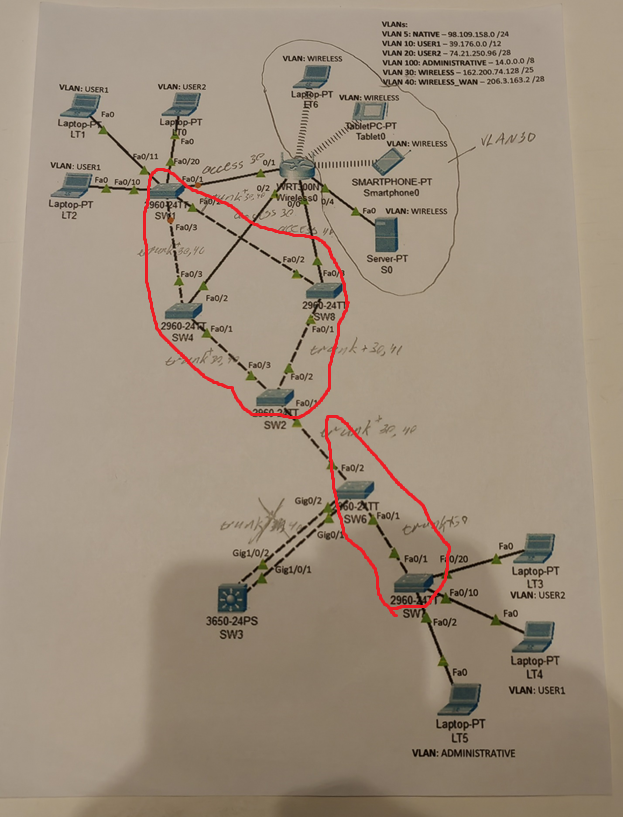 VLANs:
VLAN 5: NATIVE – 98.109.158.0 /24
VLAN 10: USER1 – 39.176.0.0 /12
VLAN 20: USER2 – 74.21.250.96 /28
VLAN 100: ADMINISTRATIVE – 14.0.0.0 /8
VLAN 30: WIRELESS – 162.200.74.128 /25
VLAN 40: WIRELESS_WAN – 206.3.163.2 /28
VLAN: WIRELESS
Laptop-PT
LT6
VLAN: WIRELESS
TabletPC-PT
Tablet0
VLAN: WIRELESS
SMARTPHONE-PT
Smartphone0
VLAN30
VLAN: USER1
Laptop-PT
LT1
Fa0
VLAN: USER2
Laptop-PT
LT0
Fa0
Fa0/11
Fa0/20
VLAN: USER1
Laptop-PT
LT2
Fa0
Fa0/10
Fa0/1
access 30
0/1
WRT300N
Wireless0
0/2
0/4
Fa0
VLAN: WIRELESS
Server-PT
S0
2960-24TT
SW1
access 30
Fa0/3
trunk+30,40
Fa0/3
Fa0/2
2960-24TT
SW4
Fa0/1
Fa0/2
2960-24TT
SW8
Fa0/1
trunk
trunk+30,
Fa0/3
Fa0/2
Fa0/1
SW2
trunk+
30, 40
Fa0/2
SW6
Fa0/1
Gig0/2
Gig0/1
trunk
Gig1/0/2
Gig1/0/1
3650-24PS
SW3
Fa0/1
Fa0/20
Fa0/10
2960-24TT
Fa0/2
Fa0
Laptop-PT
LT3
VLAN: USER2
Fa0
Laptop-PT
LT4
VLAN: USER1
Fa0
Laptop-PT
LT5
VLAN: ADMINISTRATIVE